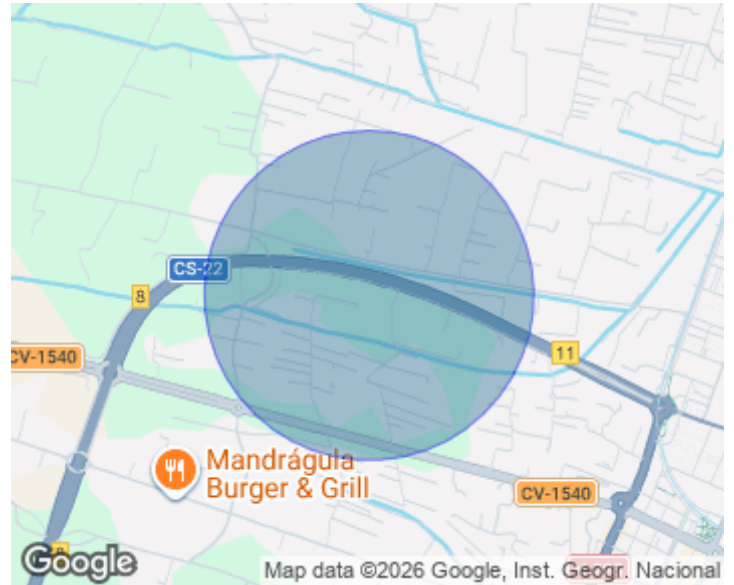 CS-22
8
11
CV-1540
Mandrágula
Burger & Grill
CV-1540
Google
Map data ©2026 Google, Inst. Geogr. Nacional